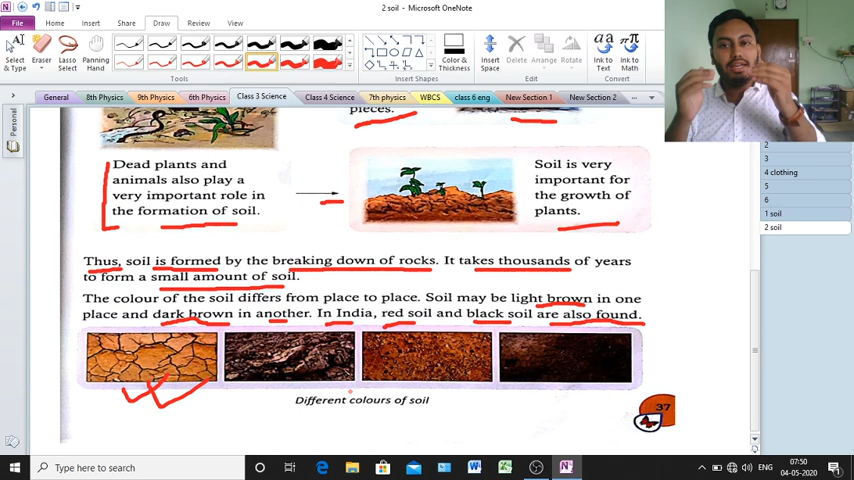 2 soil - Microsoft OneNote
File Home Insert Share Draw Review View
Select & Type
Eraser
Lasso Select
Panning Hand
Color & Thickness
Insert Space
Delete
Arrange
Rotate
Ink to Text
Ink to Math
Tools
Insert Shapes
Edit
Convert
Personal
General 8th Physics 9th Physics 6th Physics Class 3 Science Class 4 Science 7th physics WBCS class 6 eng New Section 1 New Section 2
2
3
4 clothing
5
6
1 soil
2 soil
pieces.
Dead plants and
animals also play a
very important role in
the formation of soil.
Soil is very
important for
the growth of
plants.
Thus, soil is formed by the breaking down of rocks. It takes thousands of years
to form a small amount of soil.
The colour of the soil differs from place to place. Soil may be light brown in one
place and dark brown in another. In India, red soil and black soil are also found.
Different colours of soil
37
Type here to search
ENG
07:50
04-05-2020